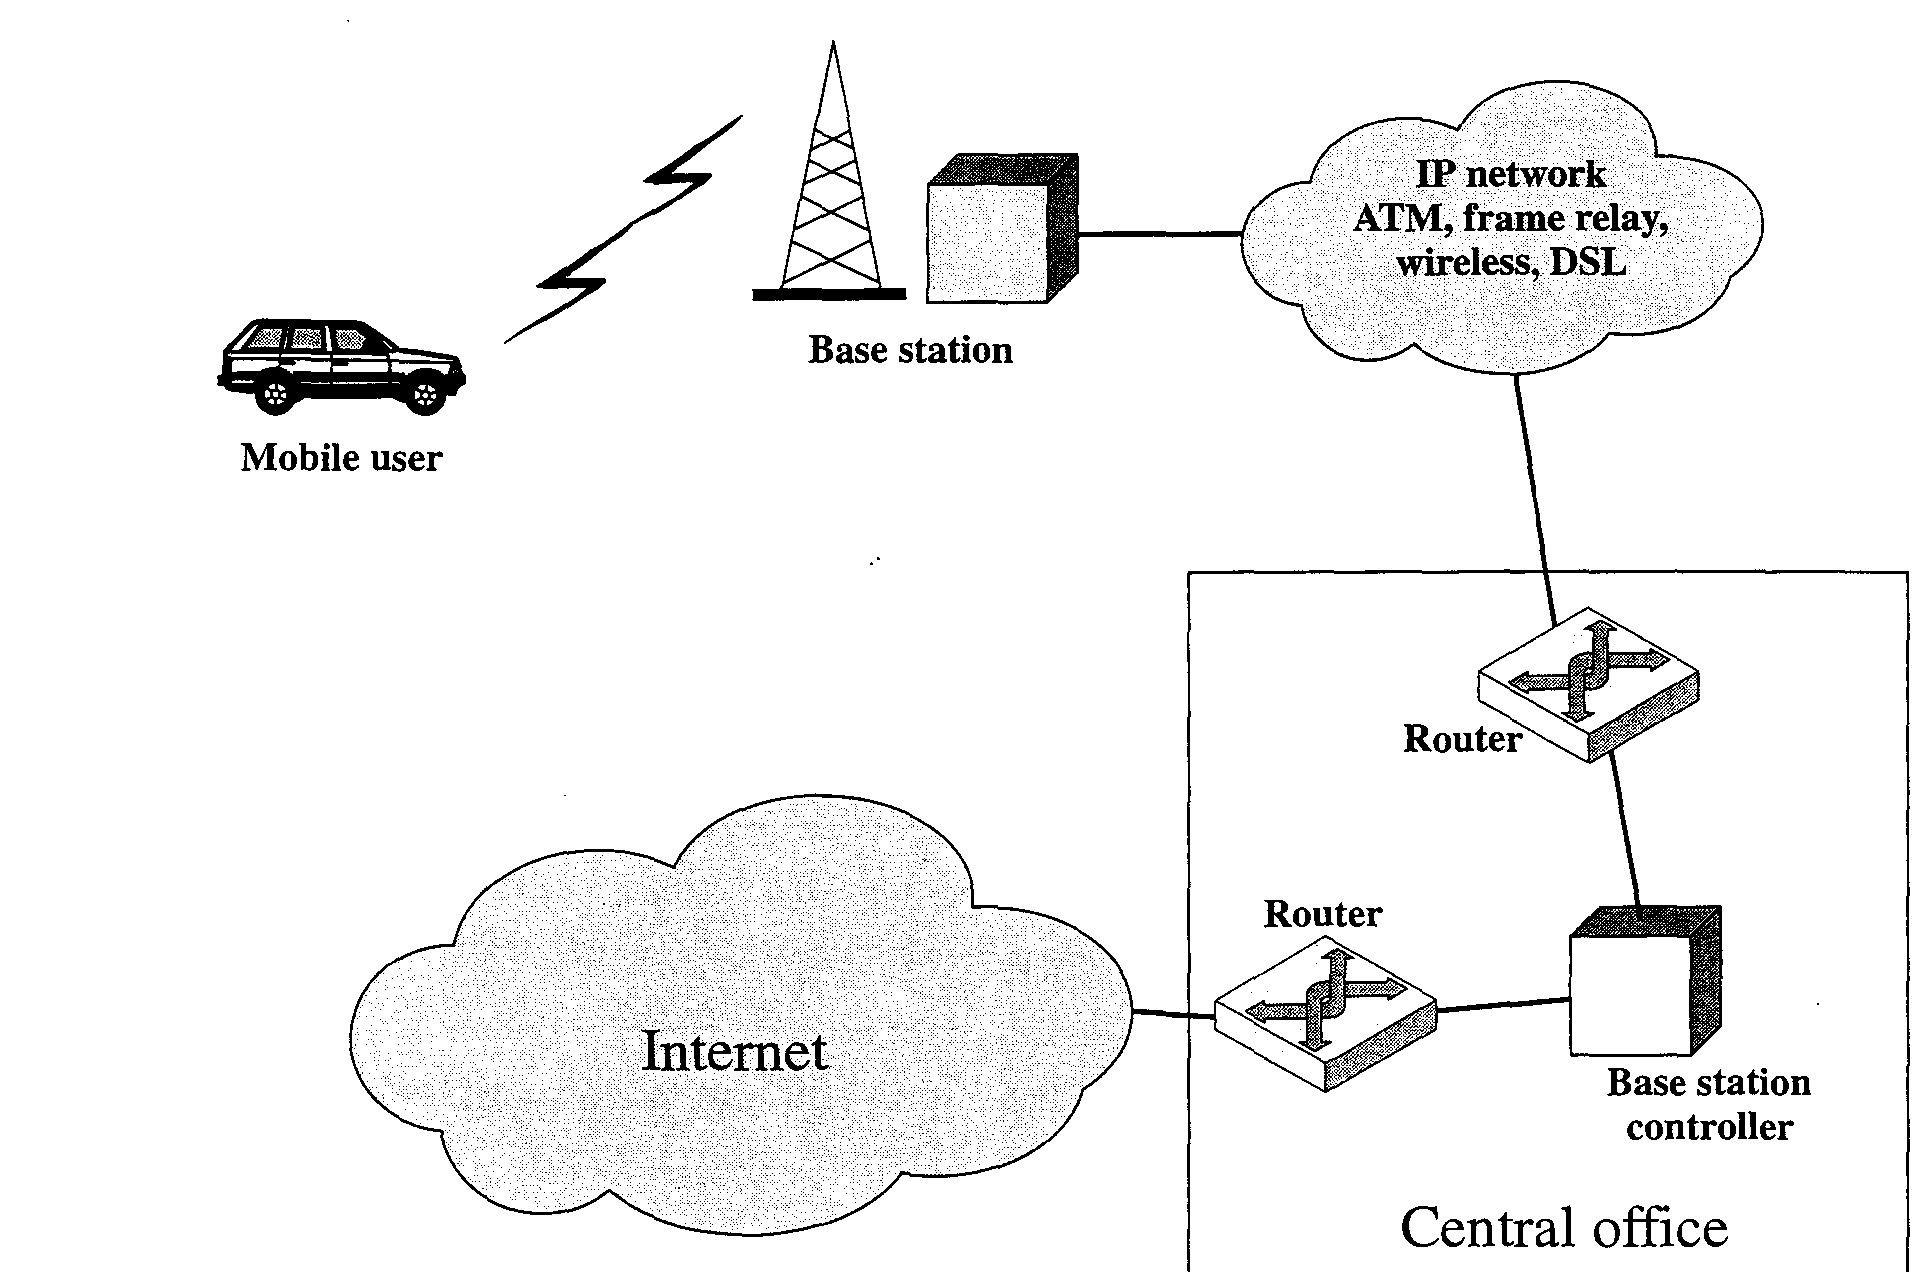 IP network
ATM, frame relay,
wireless, DSL
Base station
Mobile user
Router
Router
Internet
Base station
controller
Central office